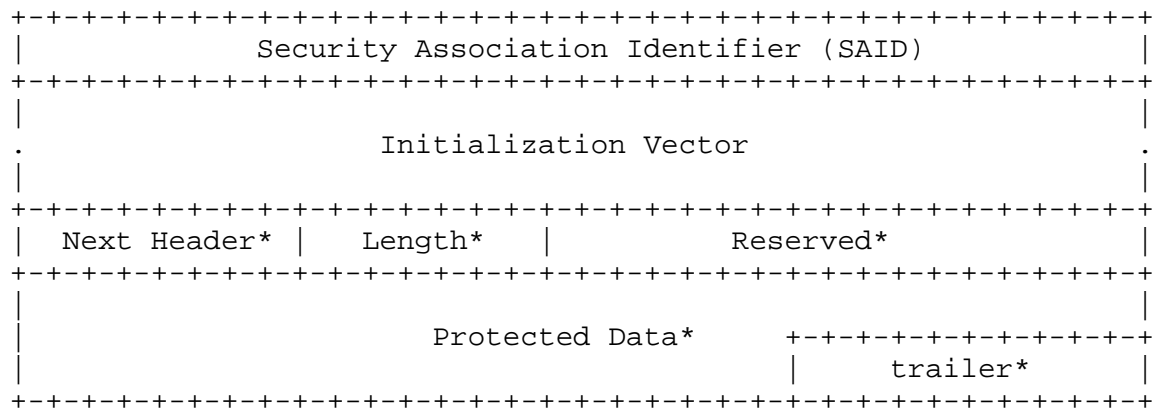 +-+-+-+-+-+-+-+-+-+-+-+-+-+-+-+-+-+-+-+-+-+-+-+-+-+-+-+-+-+-+-+-+
|             Security Association Identifier (SAID)            |
+-+-+-+-+-+-+-+-+-+-+-+-+-+-+-+-+-+-+-+-+-+-+-+-+-+-+-+-+-+-+-+-+
|                                                               |
.                     Initialization Vector                     .
|                                                               |
+-+-+-+-+-+-+-+-+-+-+-+-+-+-+-+-+-+-+-+-+-+-+-+-+-+-+-+-+-+-+-+-+
|  Next Header* |   Length*   |          Reserved*              |
+-+-+-+-+-+-+-+-+-+-+-+-+-+-+-+-+-+-+-+-+-+-+-+-+-+-+-+-+-+-+-+-+
|                                                               |
|                       Protected Data*     +-+-+-+-+-+-+-+-+-+-+
|                                           |     trailer*      |
+-+-+-+-+-+-+-+-+-+-+-+-+-+-+-+-+-+-+-+-+-+-+-+-+-+-+-+-+-+-+-+-+